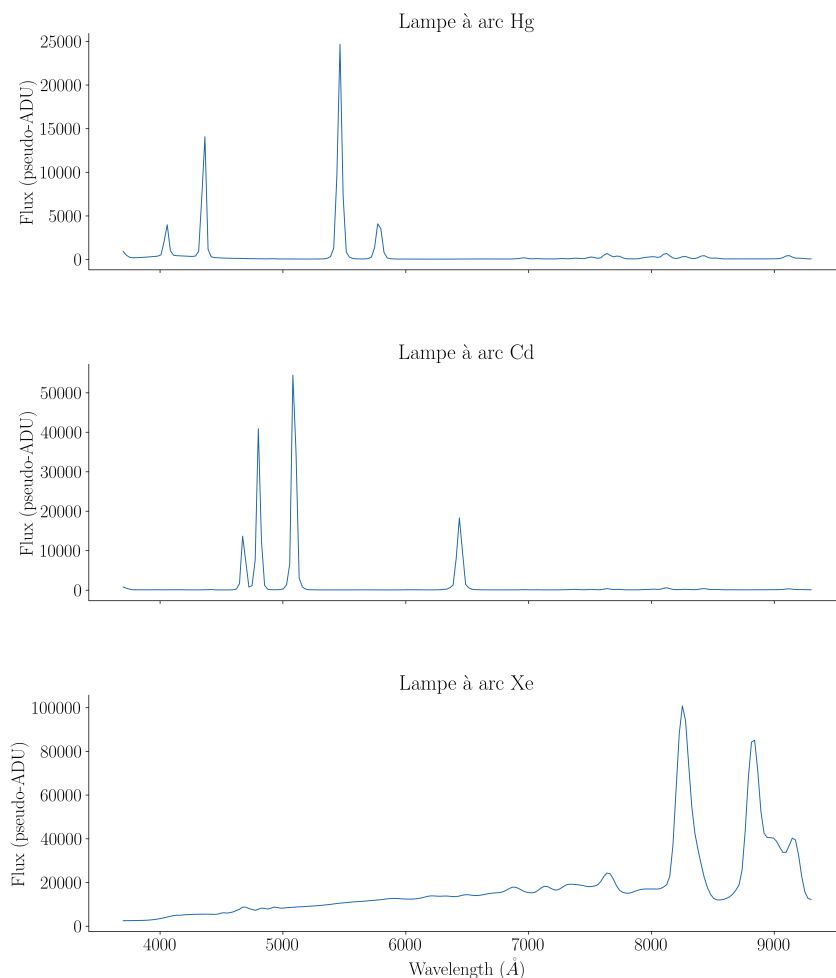 Lampe à arc Hg
Flux (pseudo-ADU)
25000
20000
15000
10000
5000
0
Lampe à arc Cd
Flux (pseudo-ADU)
50000
40000
30000
20000
10000
0
Lampe à arc Xe
Flux (pseudo-ADU)
100000
80000
60000
40000
20000
0
4000 5000 6000 7000 8000 9000
Wavelength (Å)